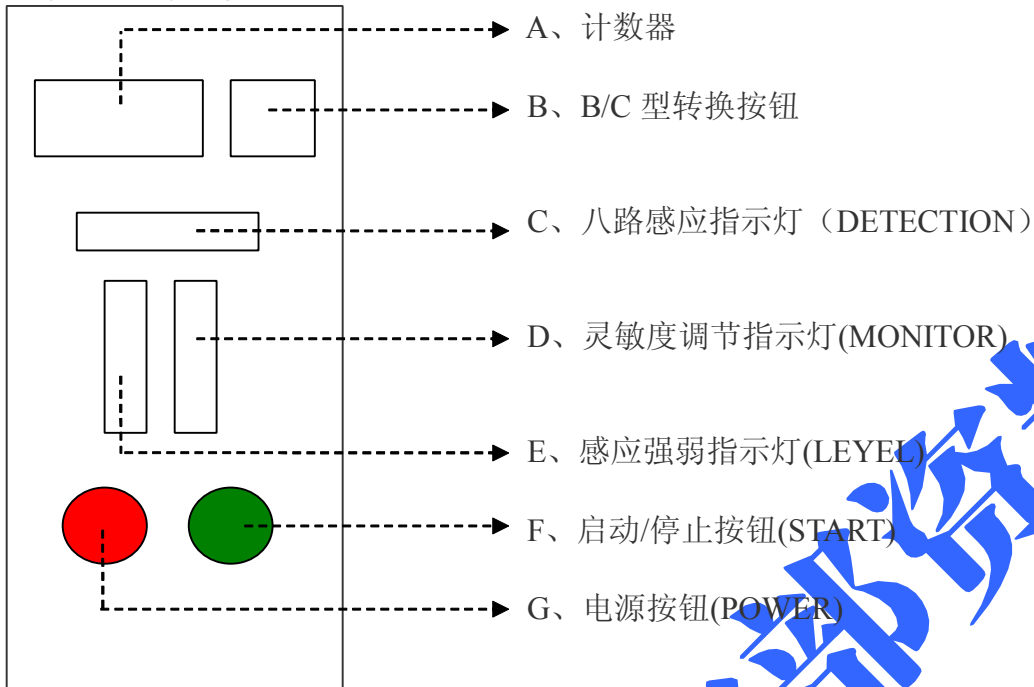 A、计数器
B、B/C 型转换按钮
C、八路感应指示灯（DETECTION）
D、灵敏度调节指示灯(MONITOR)
E、感应强弱指示灯(LEYEL)
F、启动/停止按钮(START)
G、电源按钮(POWER)